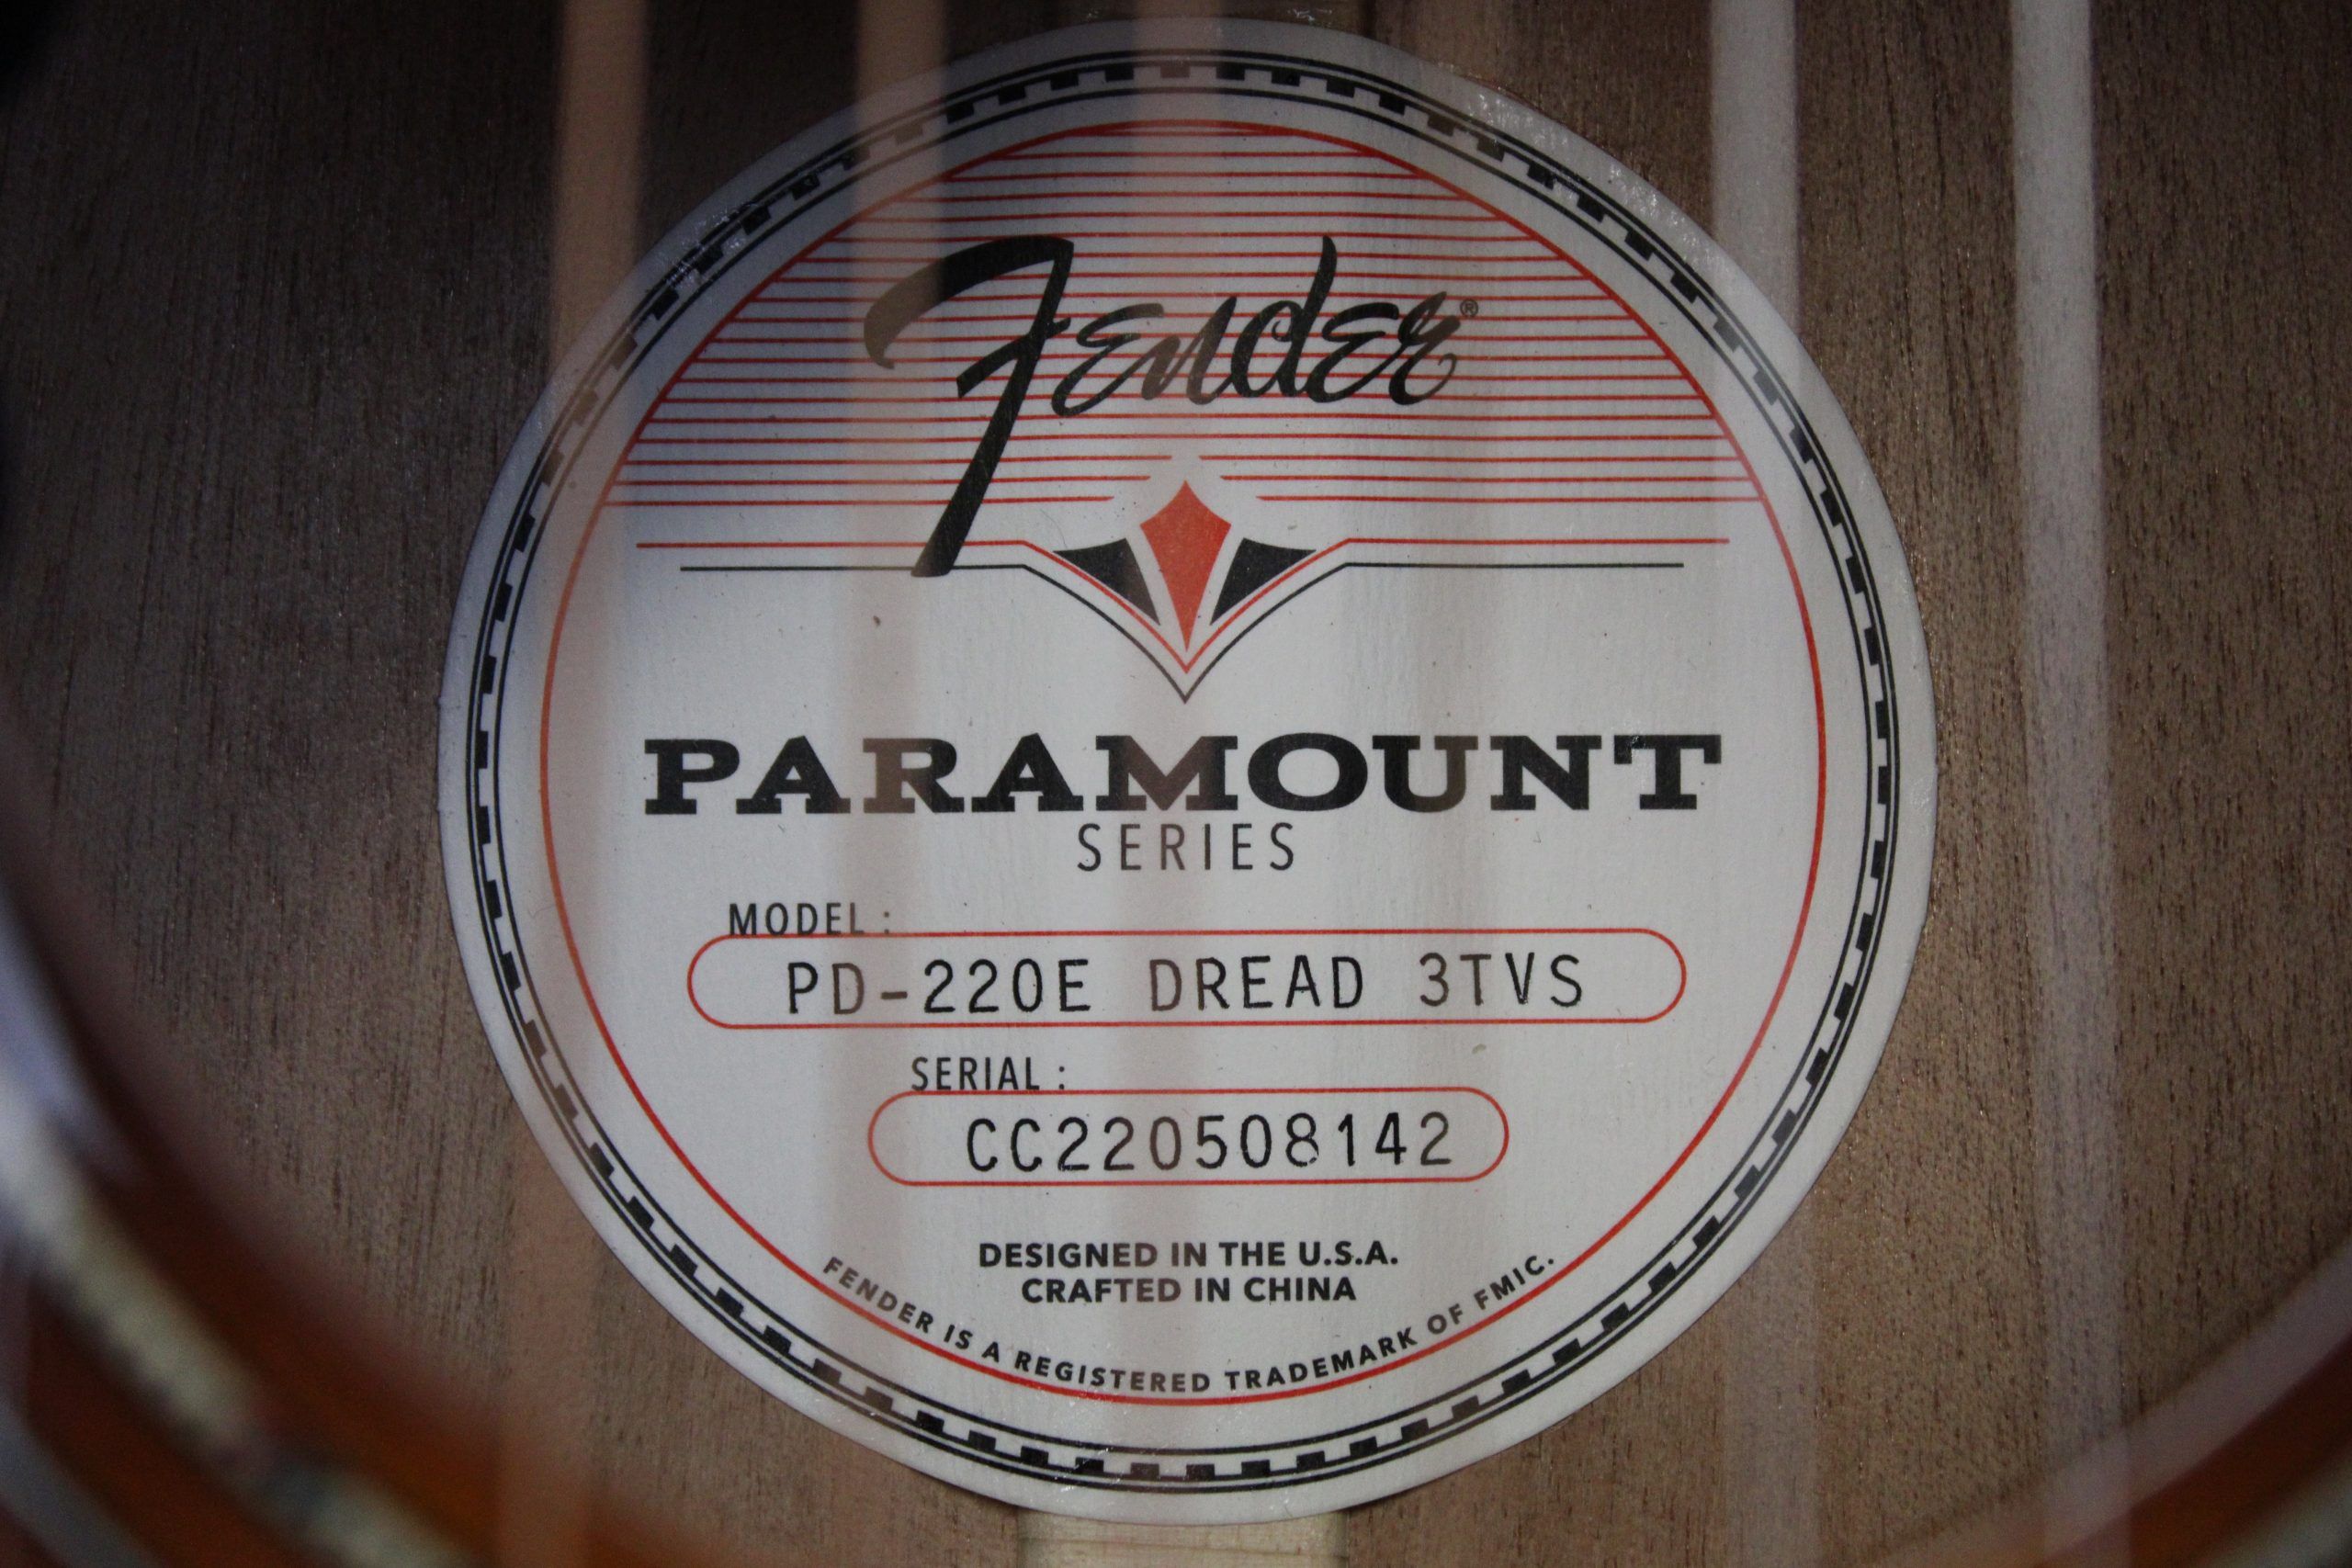 Fender®
PARAMOUNT
SERIES
MODEL :
PD-220E DREAD 3TVS
SERIAL :
CC220508142
DESIGNED IN THE U.S.A.
CRAFTED IN CHINA
FENDER IS A REGISTERED TRADEMARK OF FMIC.